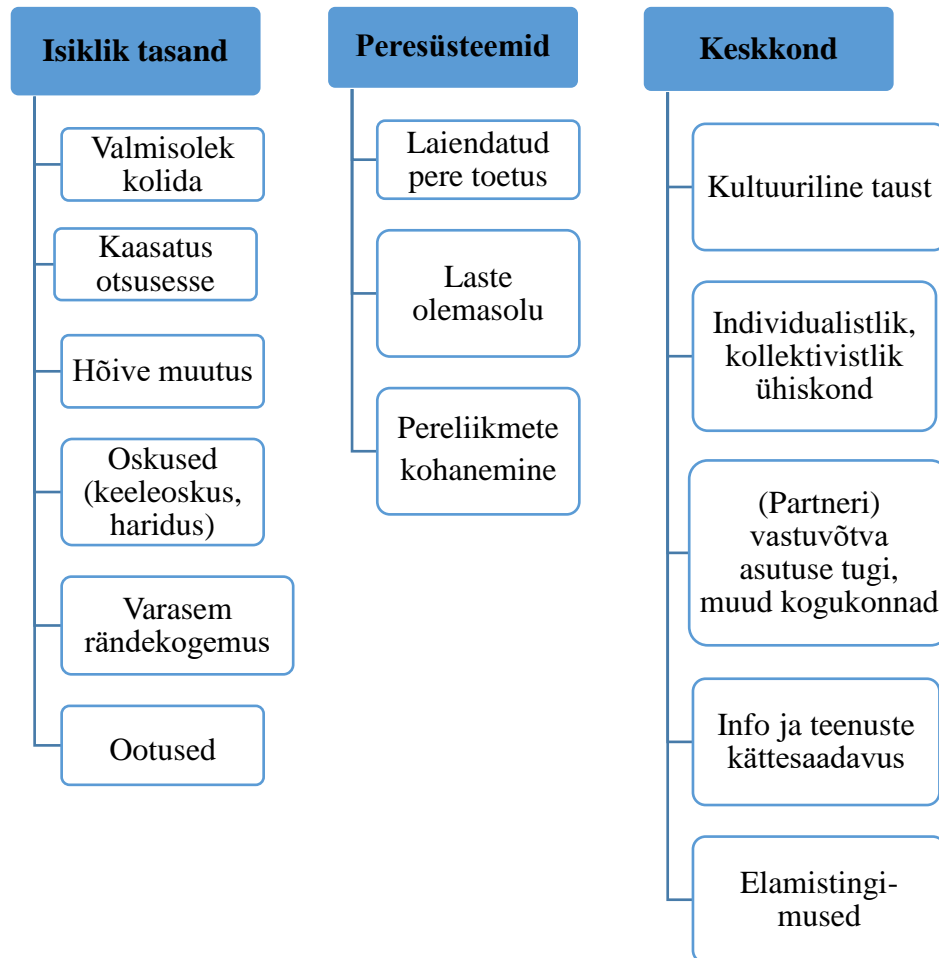 Isiklik tasand
Valmisolek
kolida
Kaasatus
otsusesse
Hõive muutus
Oskused
(keeleoskus,
haridus)
Varasem
rändekogemus
Ootused
Peresüsteemid
Laiendatud
pere toetus
Laste
olemasolu
Pereliikmete
kohanemine
Keskkond
Kultuuriline taust
Individualistlik,
kollektivistlik
ühiskond
(Partneri)
vastuvõtva
asutuse tugi,
muud kogukonnad
Info ja teenuste
kättesaadavus
Elamistingi-
mused